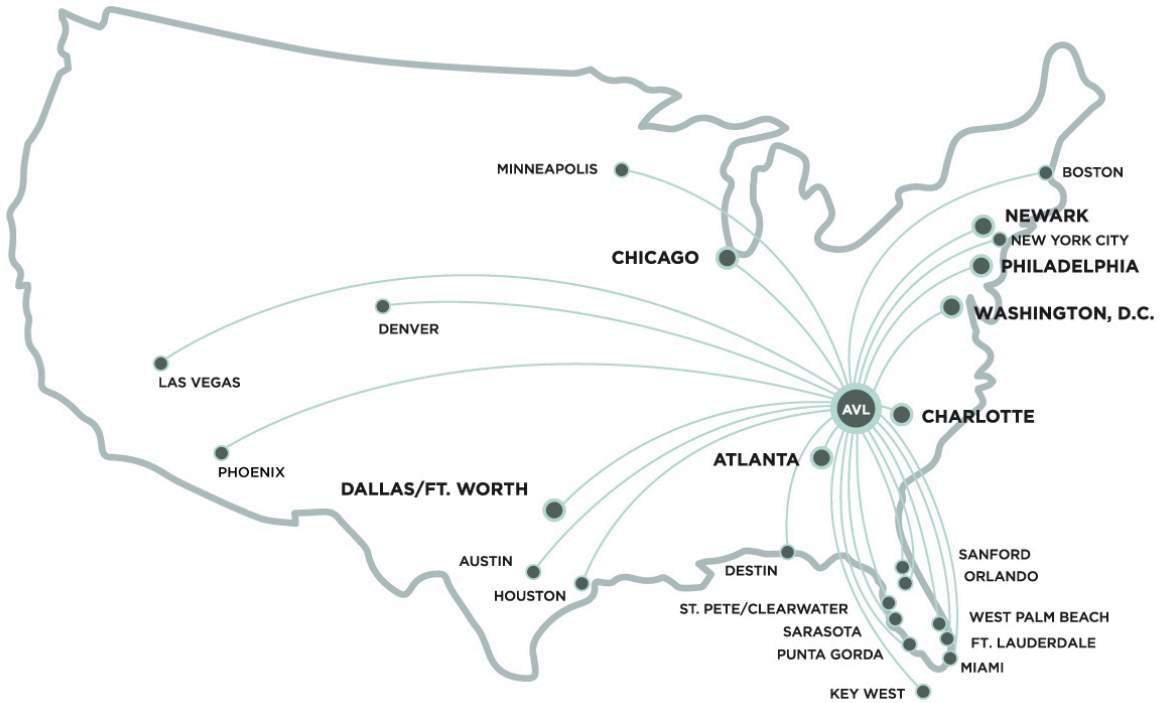 MINNEAPOLIS
BOSTON
NEWARK
NEW YORK CITY
CHICAGO
PHILADELPHIA
WASHINGTON, D.C.
DENVER
LAS VEGAS
AVL
CHARLOTTE
ATLANTA
PHOENIX
DALLAS/FT. WORTH
SANFORD
AUSTIN
DESTIN
ORLANDO
HOUSTON
ST. PETE/CLEARWATER
WEST PALM BEACH
SARASOTA
FT. LAUDERDALE
PUNTA GORDA
MIAMI
KEY WEST